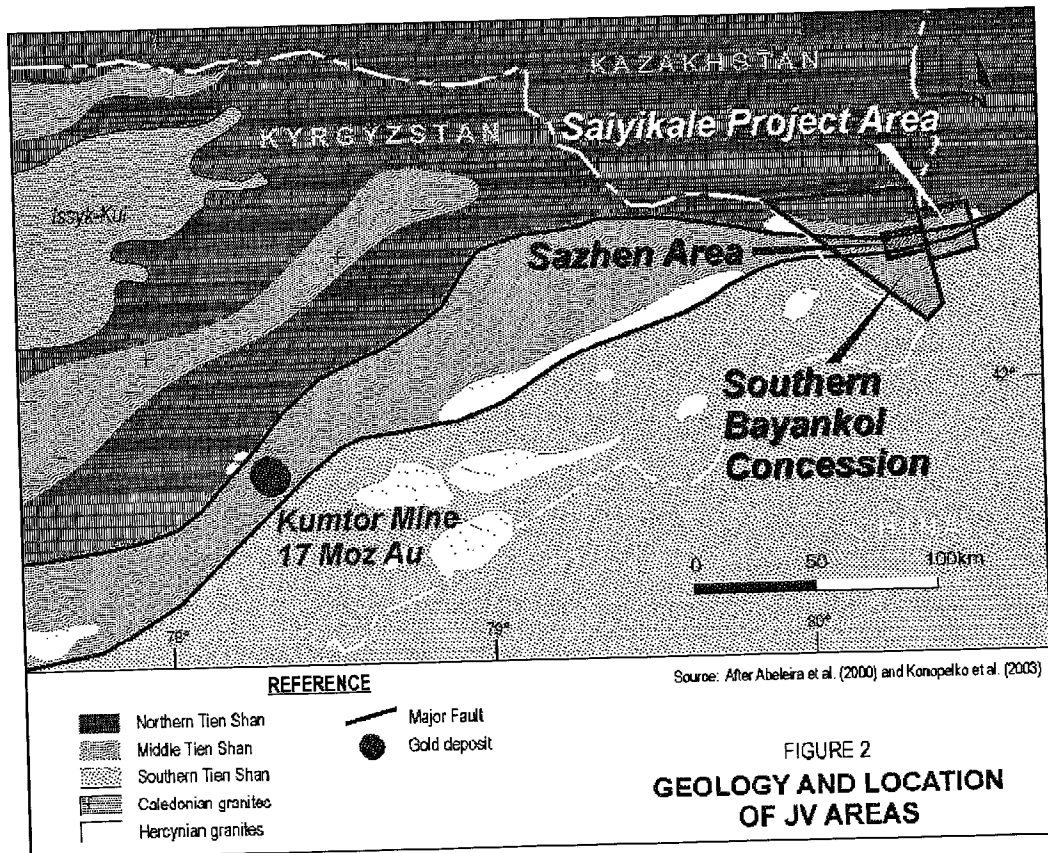 KAZAKHSTAN
KYRGYZSTAN
Saiyikale Project Area
Issyk-Kul
Sazhen Area
42°
Southern
Bayankol
Concession
Kumtor Mine
17 Moz Au
0 50 100km
78° 79° 80°
Source: After Abeleira et al. (2000) and Konopelko et al. (2003)
REFERENCE
Northern Tien Shan
Middle Tien Shan
Southern Tien Shan
Caledonian granites
Hercynian granites
Major Fault
Gold deposit
FIGURE 2
GEOLOGY AND LOCATION
OF JV AREAS